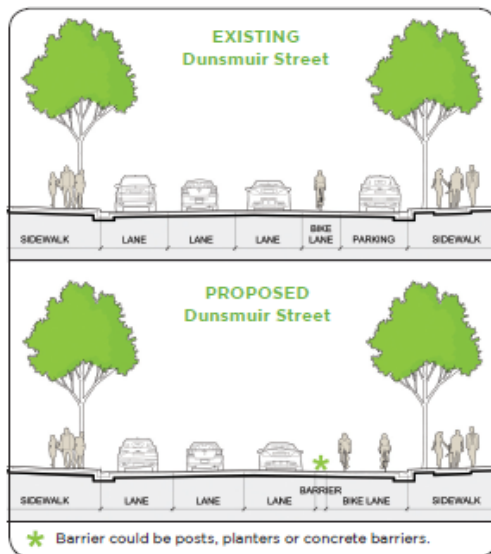 EXISTING
Dunsmuir Street
SIDEWALK LANE LANE LANE BIKE LANE PARKING SIDEWALK
PROPOSED
Dunsmuir Street
*
BARRIER
SIDEWALK LANE LANE LANE BIKE LANE SIDEWALK
* Barrier could be posts, planters or concrete barriers.